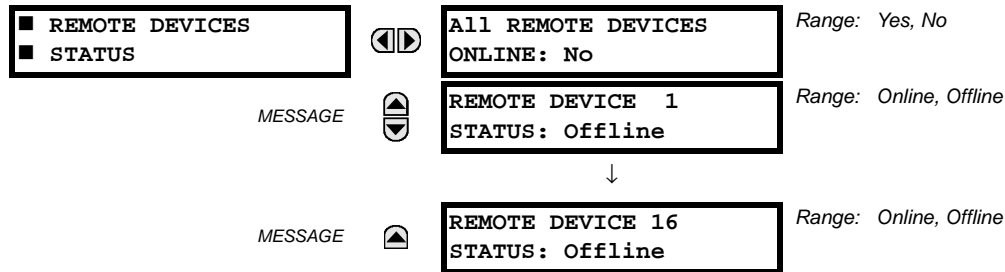 ■ REMOTE DEVICES
■ STATUS
All REMOTE DEVICES
ONLINE: No
Range: Yes, No
MESSAGE
REMOTE DEVICE 1
STATUS: Offline
Range: Online, Offline
↓
MESSAGE
REMOTE DEVICE 16
STATUS: Offline
Range: Online, Offline